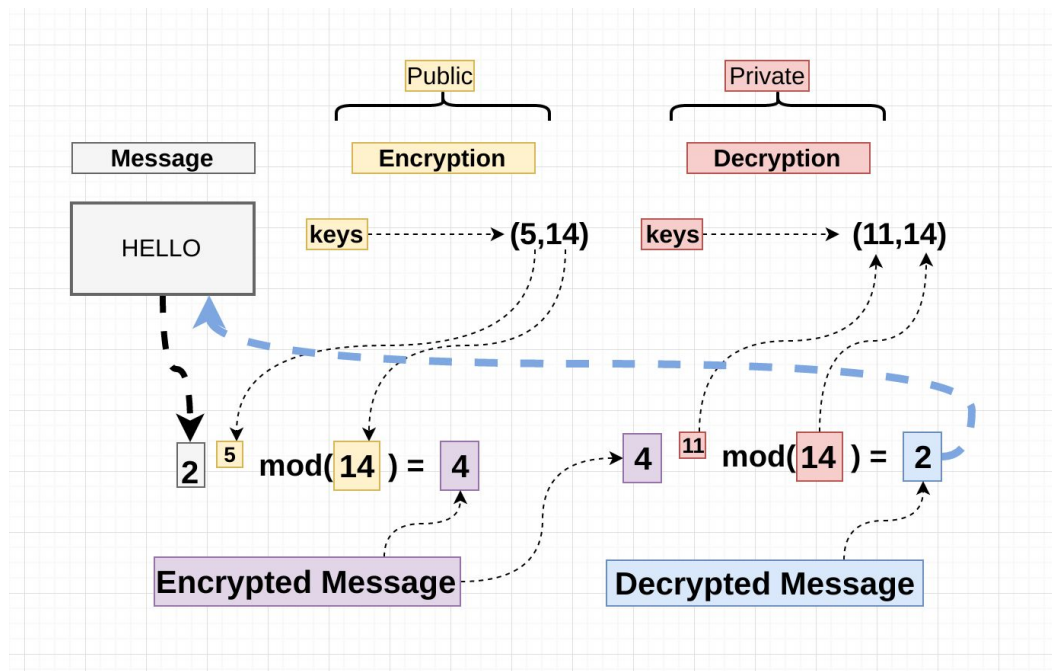 Public
Private
Message
Encryption
Decryption
HELLO
keys (5,14)
keys (11,14)
2 5 mod( 14 ) = 4
4 11 mod( 14 ) = 2
Encrypted Message
Decrypted Message